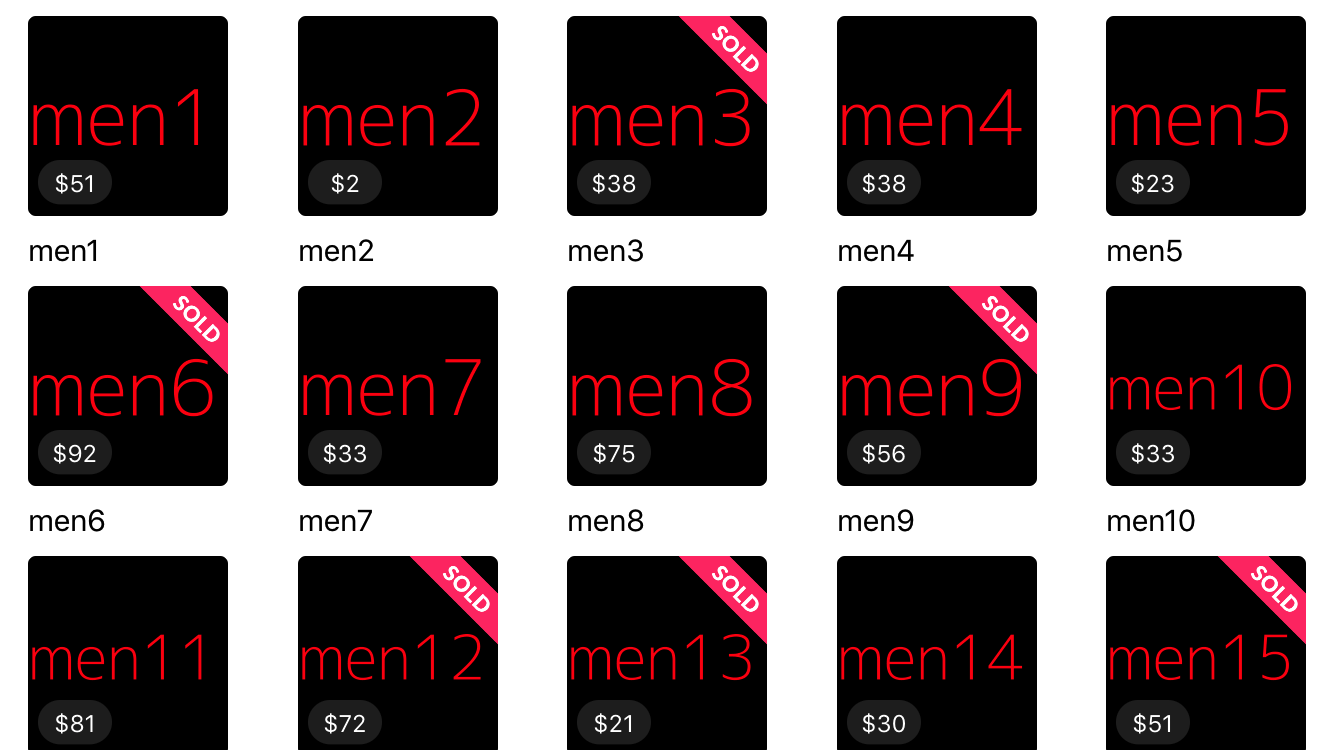 SOLD
men1 men2 men3 men4 men5
$51 $2 $38 $38 $23
men1 men2 men3 men4 men5
SOLD SOLD
men6 men7 men8 men9 men10
$92 $33 $75 $56 $33
men6 men7 men8 men9 men10
SOLD SOLD SOLD
men11 men12 men13 men14 men15
$81 $72 $21 $30 $51